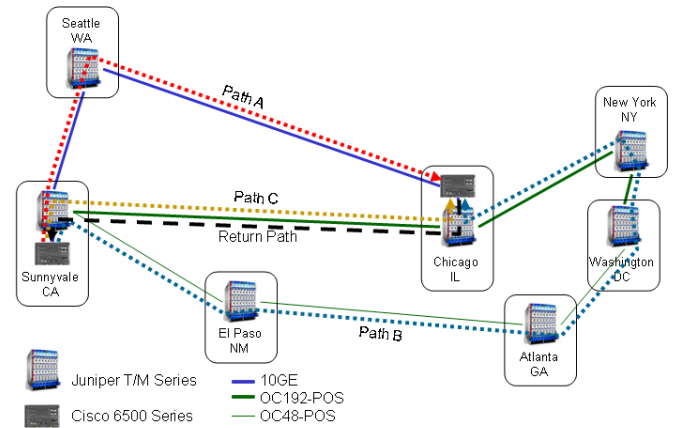 Seattle
WA
Path A
New York
NY
Path C
Return Path
Sunnyvale
CA
Chicago
IL
Washington
DC
El Paso
NM
Path B
Atlanta
GA
Juniper T/M Series
10GE
OC192-POS
Cisco 6500 Series
OC48-POS